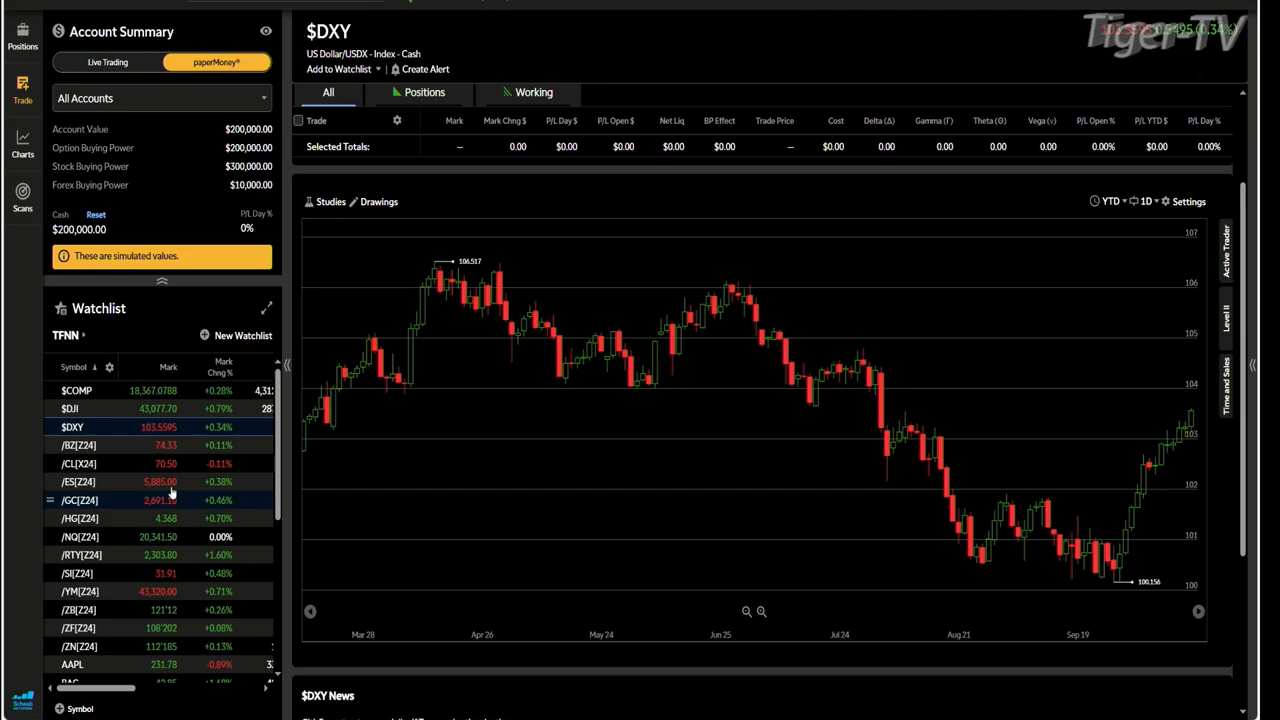 Account Summary
Live Trading
paperMoney®
All Accounts
Account Value $200,000.00
Option Buying Power $200,000.00
Stock Buying Power $300,000.00
Forex Buying Power $10,000.00
Cash Reset P/L Day %
$200,000.00 0%
These are simulated values.
Watchlist
TFNN
New Watchlist
Symbol Mark Mark Chng %
$COMP 18,367.0788 +0.28% 4,31
$DJI 43,077.70 +0.79% 28
$DXY 103.5595 +0.34%
/BZ[Z24] 74.33 +0.11%
/CL[X24] 70.50 -0.11%
/ES[Z24] 5,885.00 +0.38%
/GC[Z24] +0.46%
/HG[Z24] 4.368 +0.70%
/NQ[Z24] 20,341.50 0.00%
/RTY[Z24] 2,303.80 +1.60%
/SI[Z24] 31.91 +0.48%
/YM[Z24] 43,320.00 +0.71%
/ZB[Z24] 121'12 +0.26%
/ZF[Z24] 108'202 +0.08%
/ZN[Z24] 112'185 +0.13% 1
AAPL 231.78 -0.89% 3
Symbol
Positions
Trade
Charts
Scans
Schwab
NETWORK
$DXY
US Dollar/USDX - Index - Cash
Add to Watchlist
Create Alert
Tiger-TV
(0.34%)
All
Positions
Working
Trade Mark Mark Chng $ P/L Day $ P/L Open $ Net Liq BP Effect Trade Price Cost Delta (Δ) Gamma (Γ) Theta (Θ) Vega (ν) P/L Open % P/L YTD $ P/L Day %
Selected Totals: — 0.00 $0.00 $0.00 $0.00 $0.00 — $0.00 0.00 0.00 0.00 0.00 0.00% $0.00 0.00%
Studies
Drawings
YTD
1D
Settings
107
106
105
104
103
102
101
100
106.517
100.156
Mar 28
Apr 26
May 24
Jun 25
Jul 24
Aug 21
Sep 19
Active Trader
Level II
Time and Sales
$DXY News